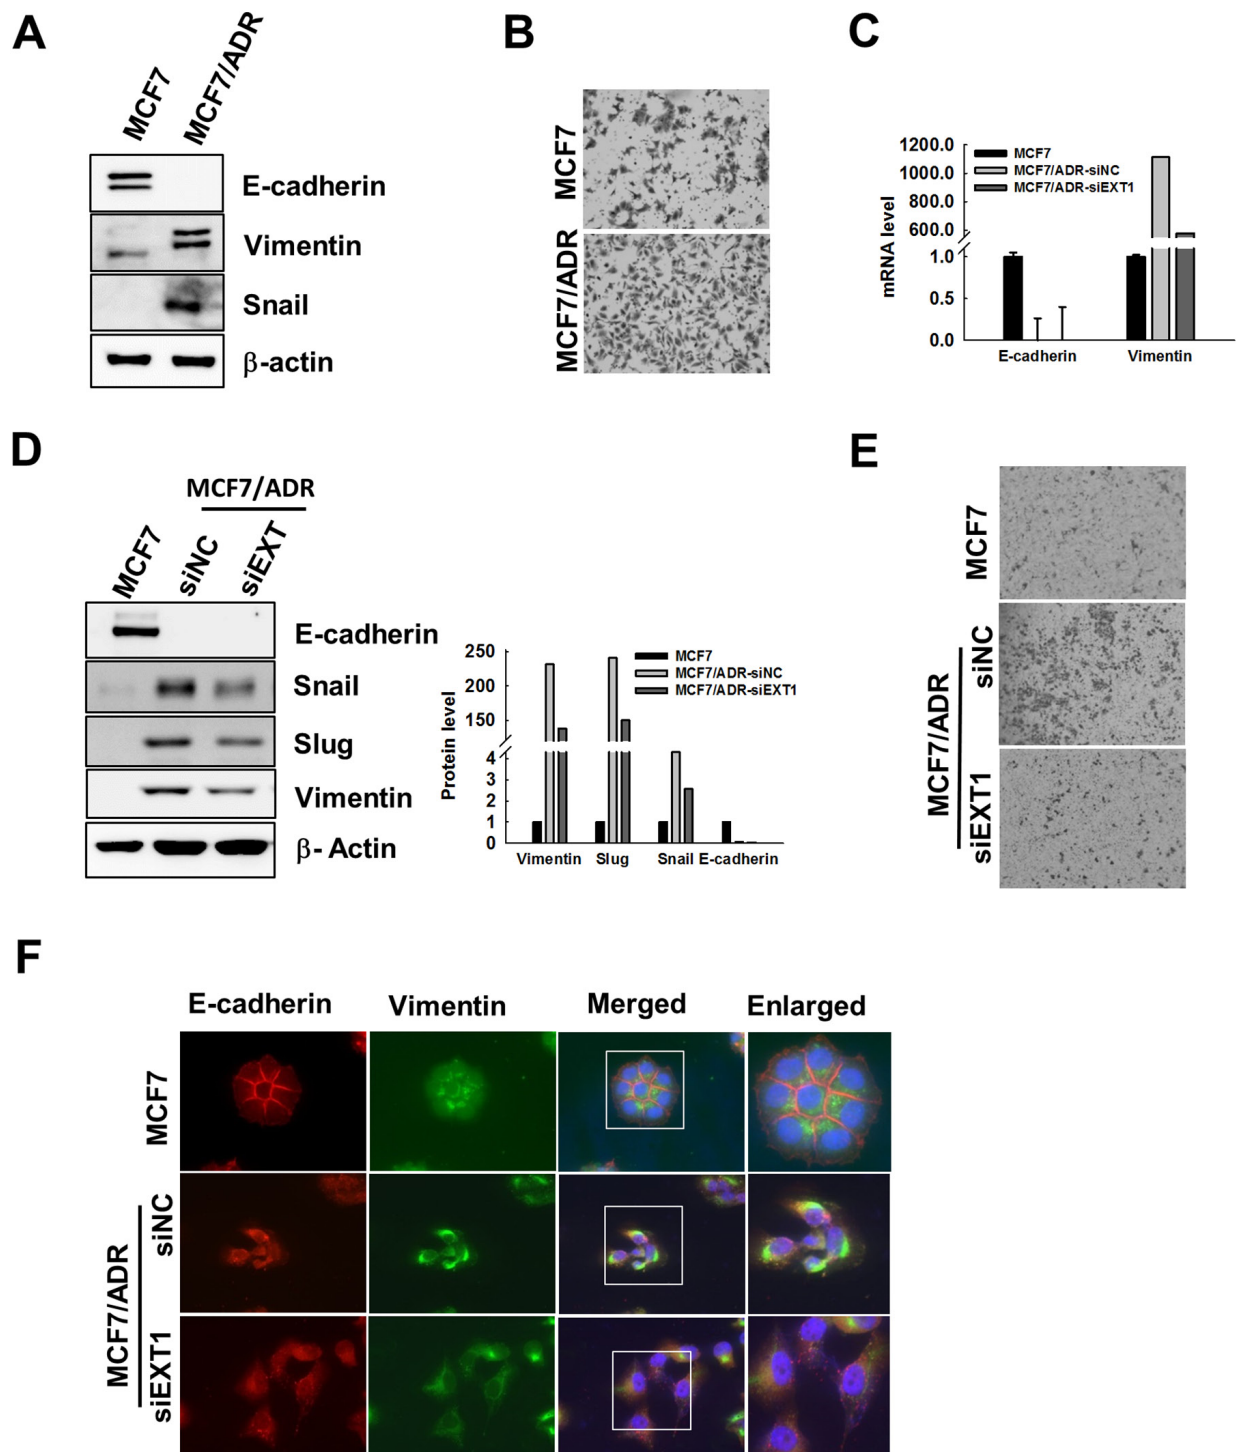 A
MCF7
MCF7/ADR
E-cadherin
Vimentin
Snail
β-actin
B
MCF7
MCF7/ADR
C
mRNA level
1200.0
1000.0
800.0
600.0
1.0
0.5
0.0
MCF7
MCF7/ADR-siNC
MCF7/ADR-siEXT1
E-cadherin
Vimentin
D
MCF7/ADR
MCF7
siNC
siEXT
E-cadherin
Snail
Slug
Vimentin
β- Actin
Protein level
250
200
150
4
3
2
1
0
MCF7
MCF7/ADR-siNC
MCF7/ADR-siEXT1
Vimentin
Slug
Snail
E-cadherin
E
MCF7
MCF7/ADR
siNC
siEXT1
F
E-cadherin
Vimentin
Merged
Enlarged
MCF7
MCF7/ADR
siNC
siEXT1